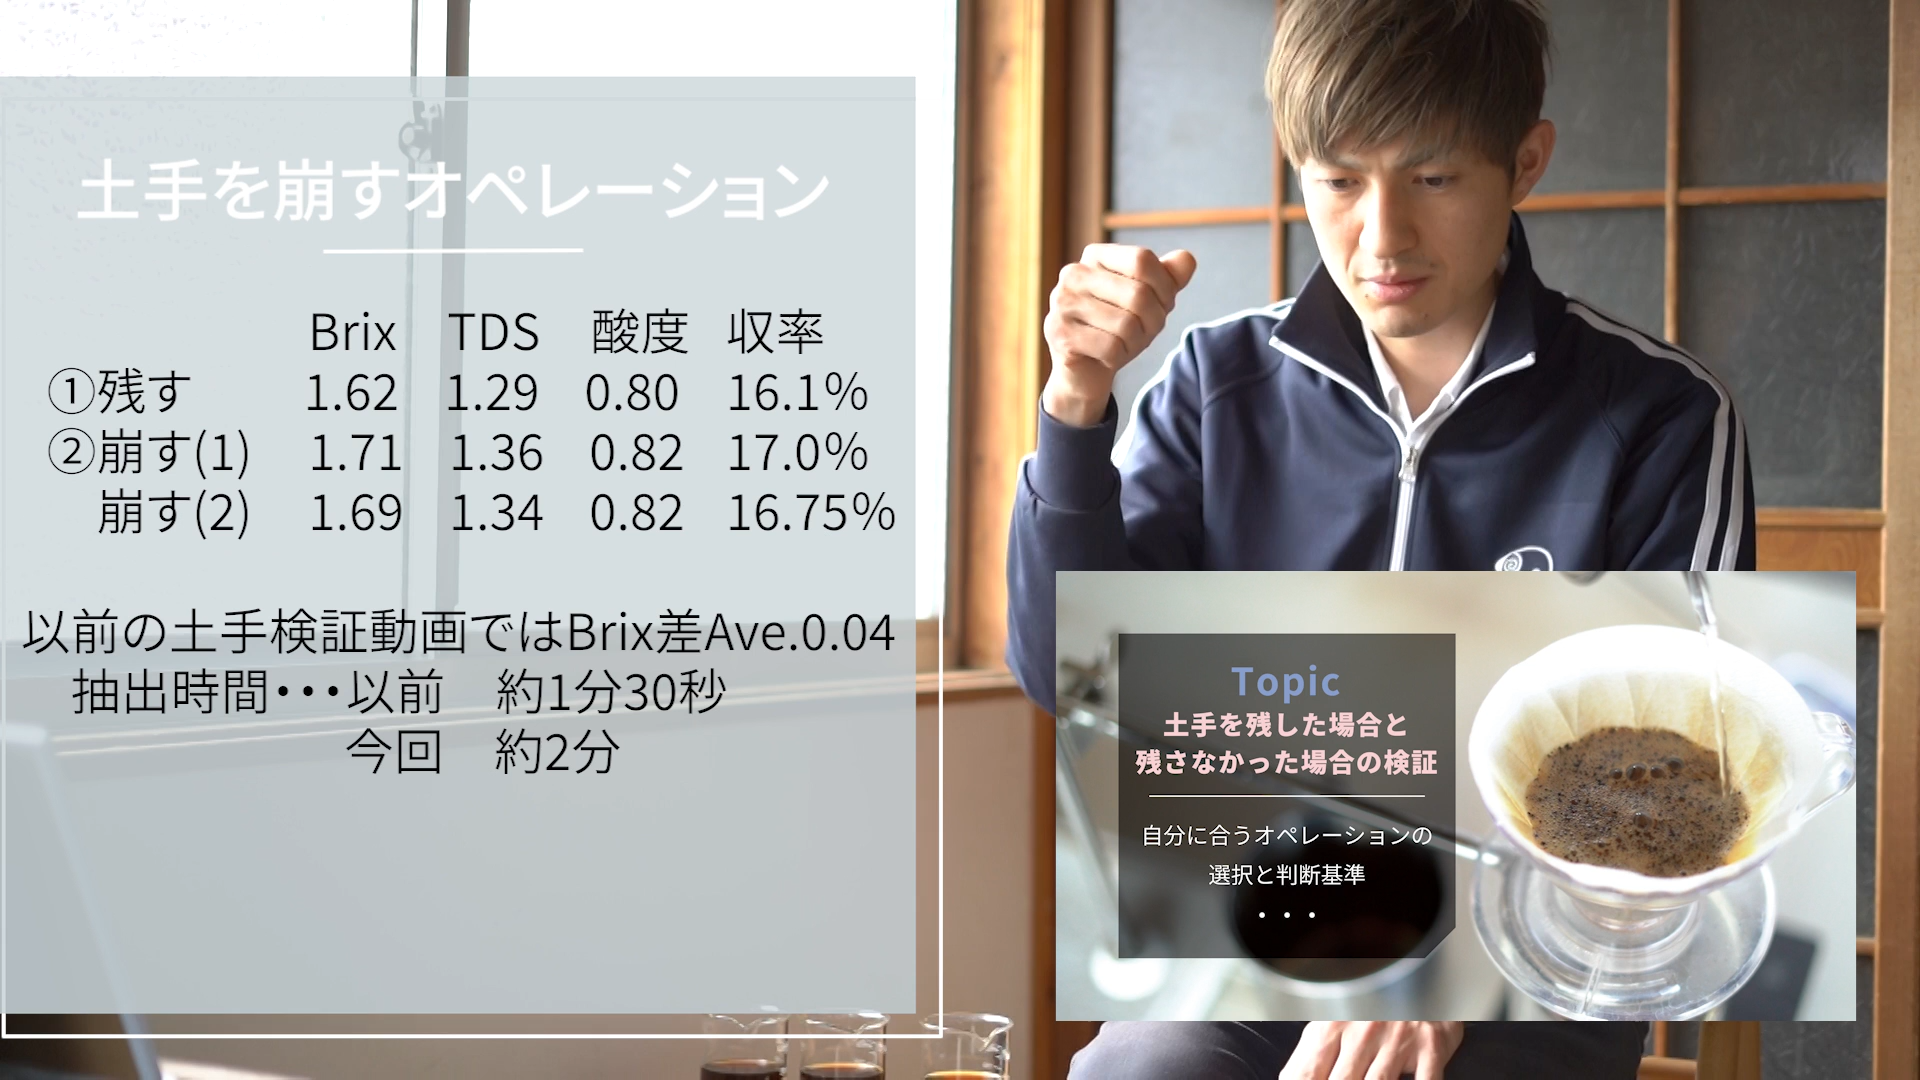 土手を崩すオペレーション
Brix TDS 酸度 収率
①残す 1.62 1.29 0.80 16.1%
②崩す(1) 1.71 1.36 0.82 17.0%
崩す(2) 1.69 1.34 0.82 16.75%
以前の土手検証動画ではBrix差Ave.0.04
抽出時間・・・以前 約1分30秒
今回 約2分
Topic
土手を残した場合と
残さなかった場合の検証
自分に合うオペレーションの
選択と判断基準
・・・